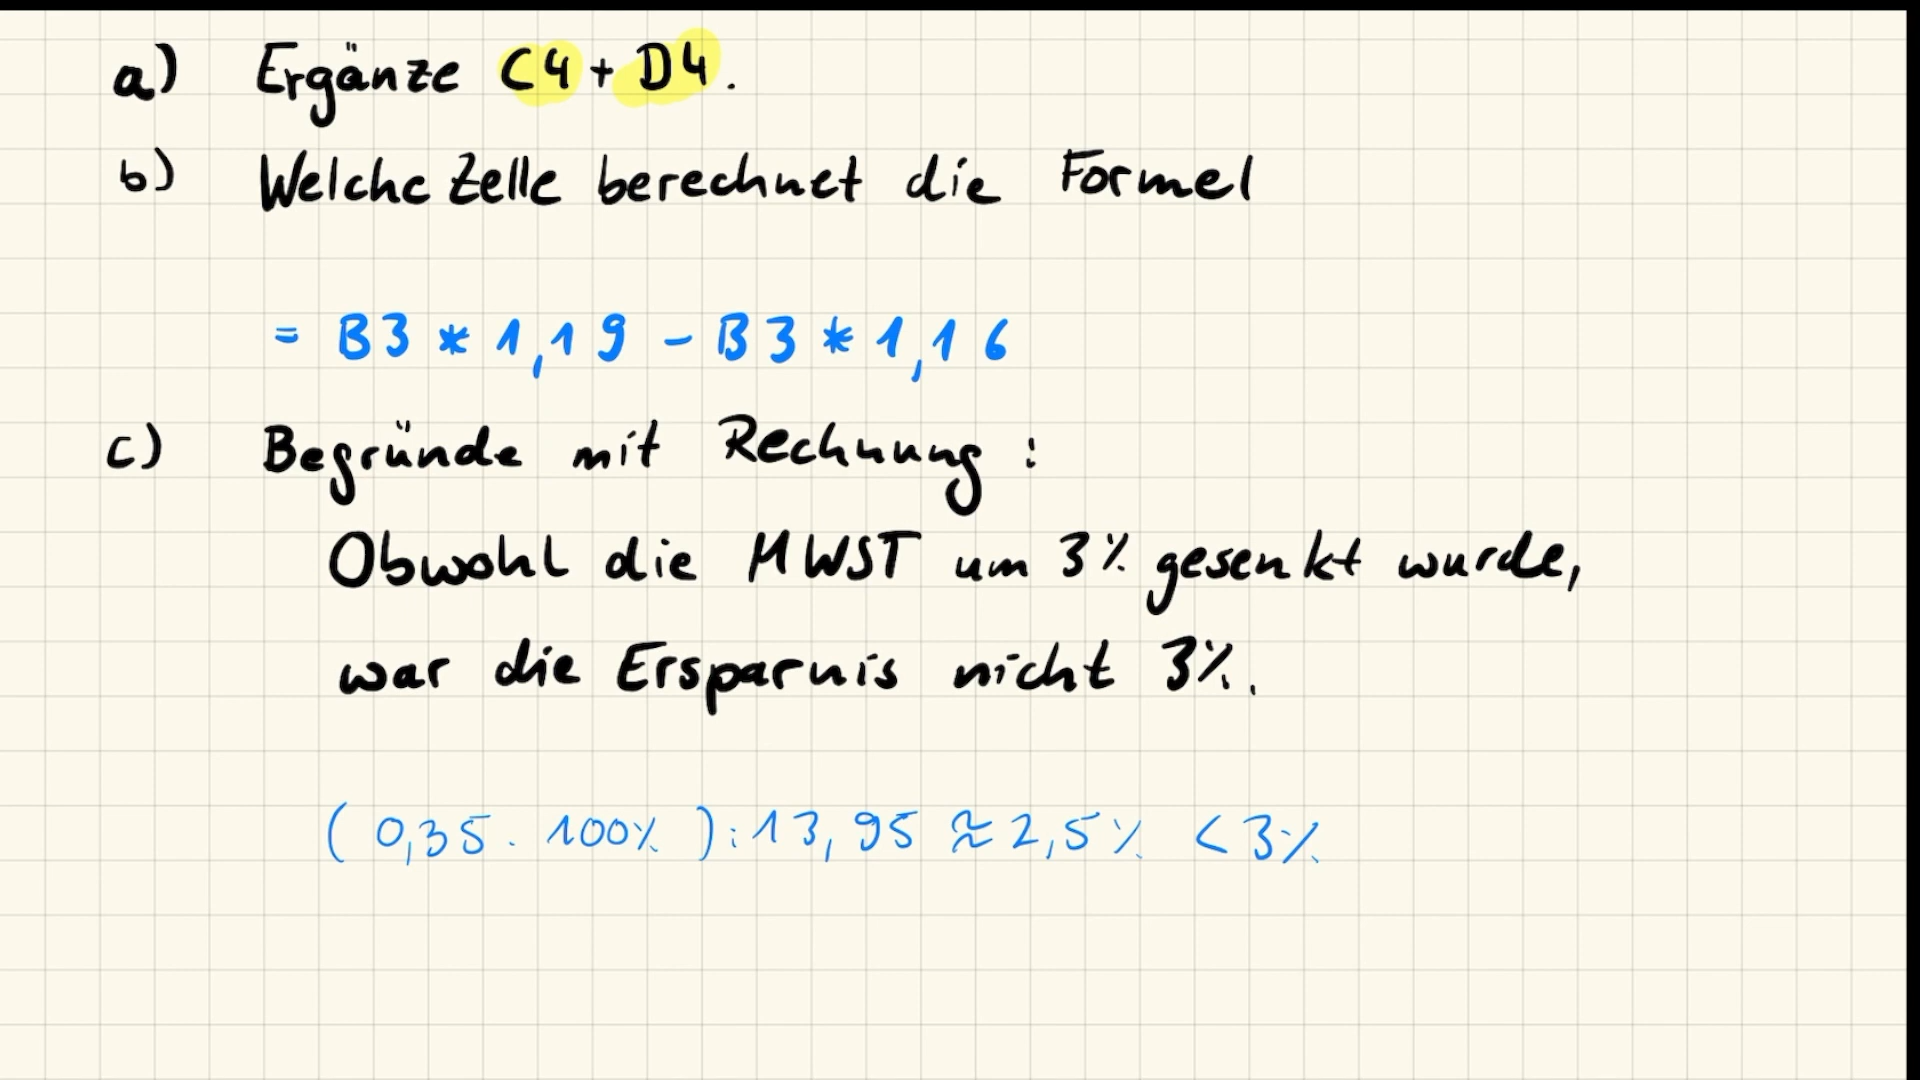 a) Ergänze C4 + D4.
b) Welche Zelle berechnet die Formel
= B3 * 1,19 - B3 * 1,16
c) Begründe mit Rechnung:
Obwohl die MWST um 3% gesenkt wurde,
war die Ersparnis nicht 3%.
(0,35 · 100%) : 13,95 ≈ 2,5% < 3%